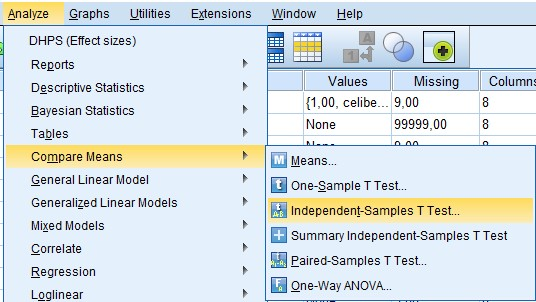 Analyze Graphs Utilities Extensions Window Help
DHPS (Effect sizes)
Reports
Descriptive Statistics
Bayesian Statistics
Tables
Compare Means
General Linear Model
Generalized Linear Models
Mixed Models
Correlate
Regression
Loglinear
Values Missing Columns
{1,00, celibe... 9,00 8
None 99999,00 8
Means...
One-Sample T Test...
Independent-Samples T Test...
Summary Independent-Samples T Test
Paired-Samples T Test...
One-Way ANOVA...